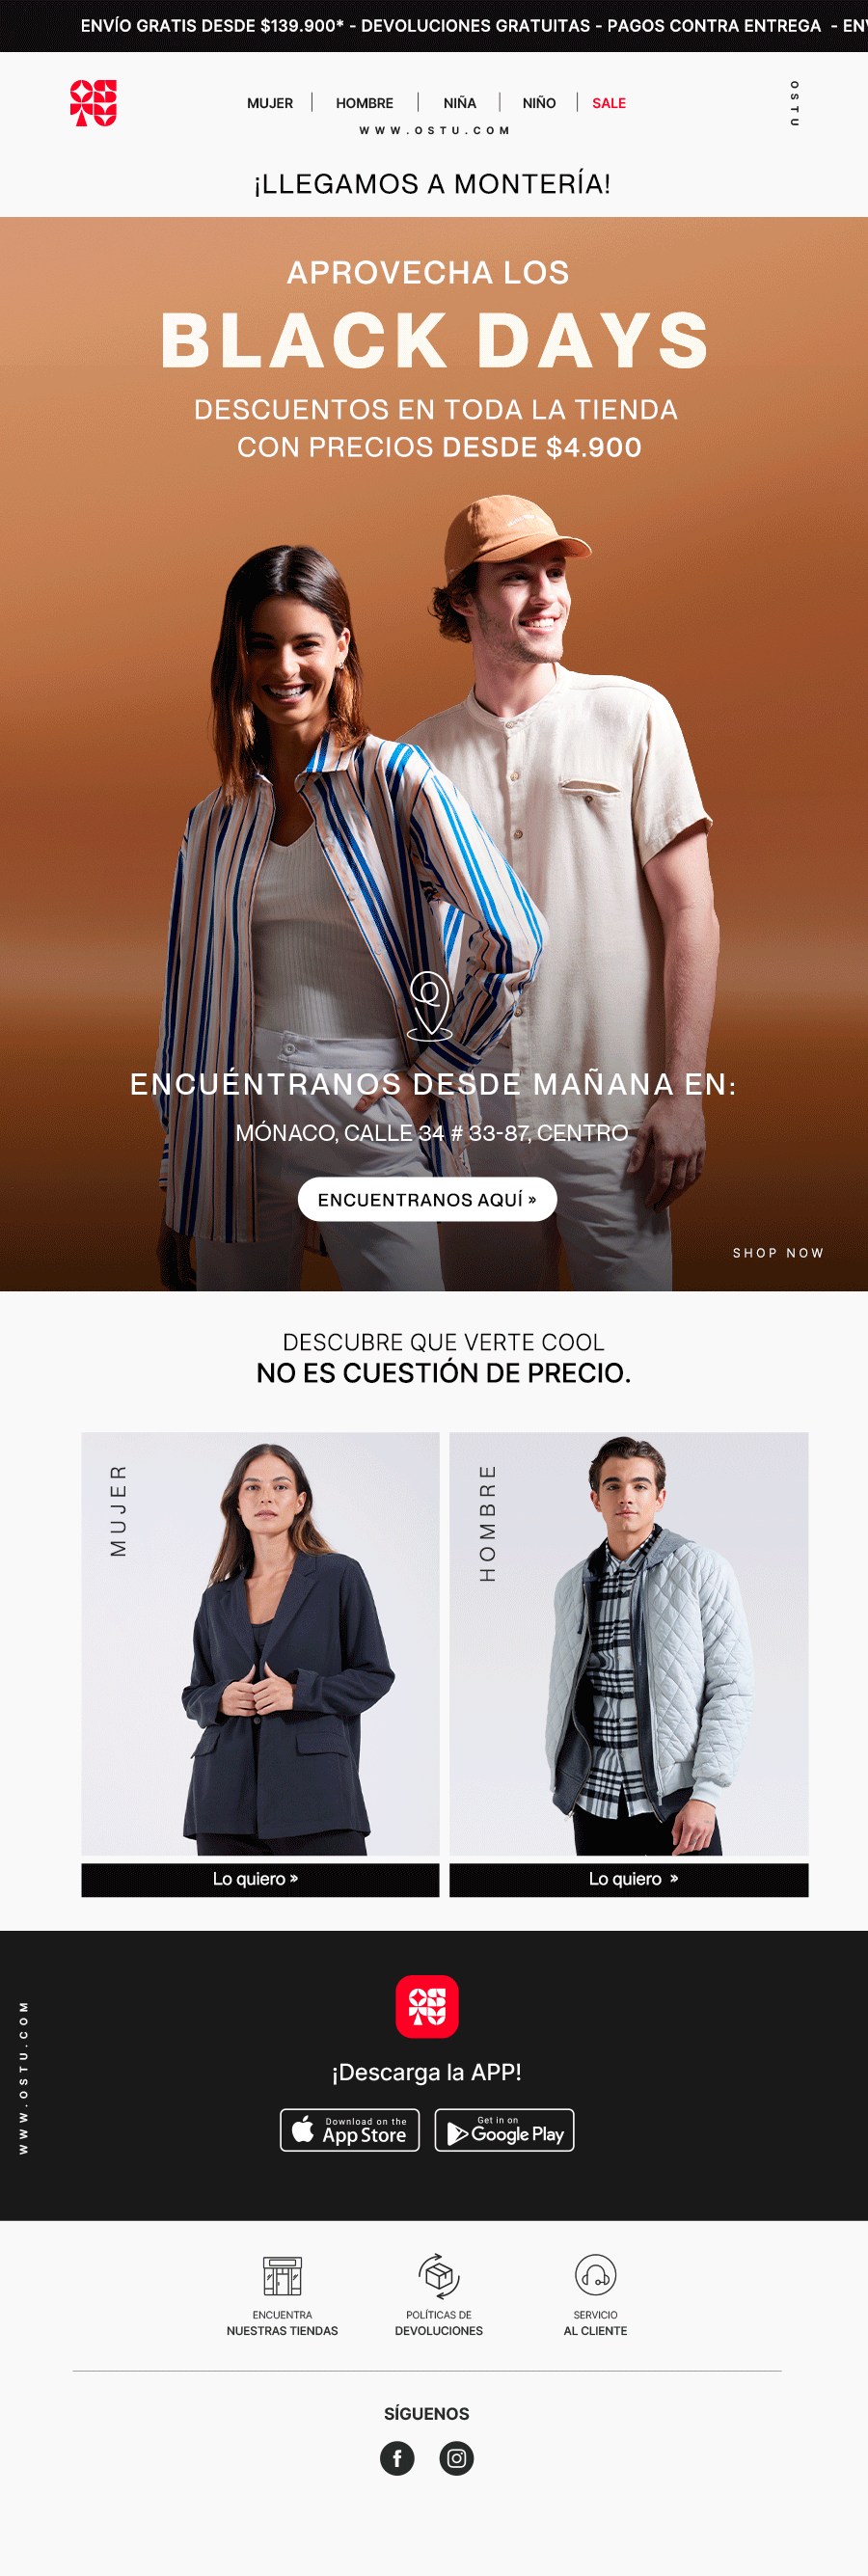 ENVÍO GRATIS DESDE $139.900* - DEVOLUCIONES GRATUITAS - PAGOS CONTRA ENTREGA - EN
OSTU
MUJER | HOMBRE | NIÑA | NIÑO | SALE
WWW.OSTU.COM
OSTU
¡LLEGAMOS A MONTERÍA!
APROVECHA LOS
BLACK DAYS
DESCUENTOS EN TODA LA TIENDA
CON PRECIOS DESDE $4.900
ENCUÉNTRANOS DESDE MAÑANA EN:
MÓNACO, CALLE 34 # 33-87, CENTRO
ENCUENTRANOS AQUÍ »
SHOP NOW
DESCUBRE QUE VERTE COOL
NO ES CUESTIÓN DE PRECIO.
MUJER
HOMBRE
Lo quiero »
Lo quiero »
WWW.OSTU.COM
OSTU
¡Descarga la APP!
Download on the
App Store
Get in on
Google Play
ENCUENTRA
NUESTRAS TIENDAS
POLÍTICAS DE
DEVOLUCIONES
SERVICIO
AL CLIENTE
SÍGUENOS